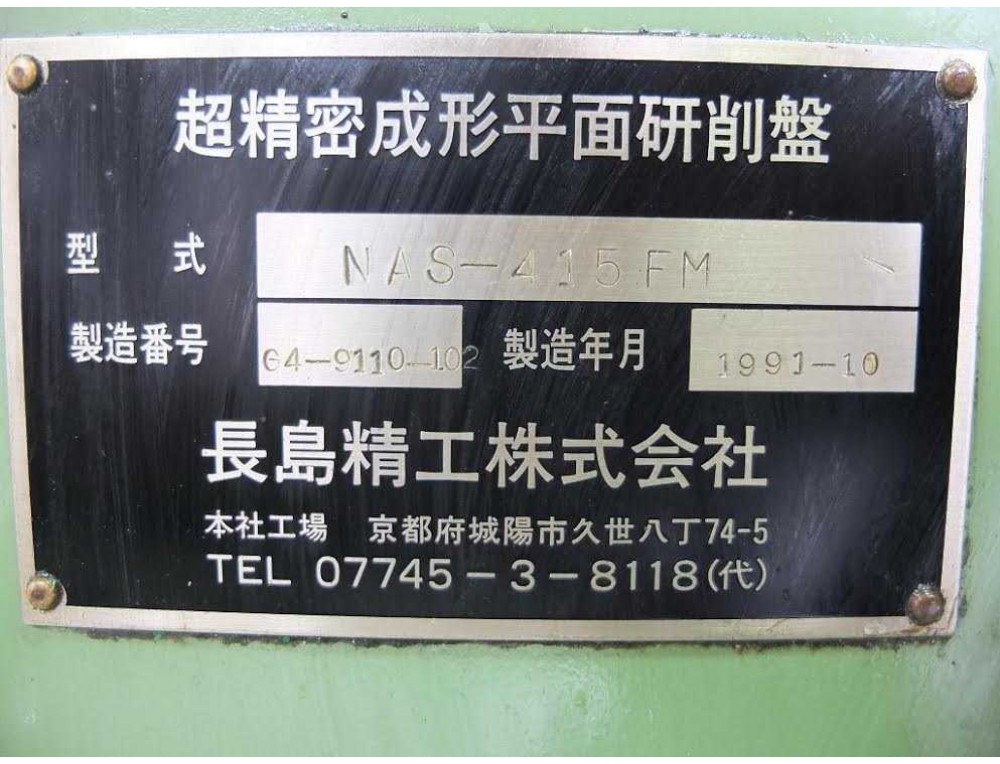 超精密成形平面研削盤
型 式 NAS-415FM
製造番号 G4-9110-102 製造年月 1991-10
長島精工株式会社
本社工場 京都府城陽市久世八丁74-5
TEL 07745-3-8118(代)